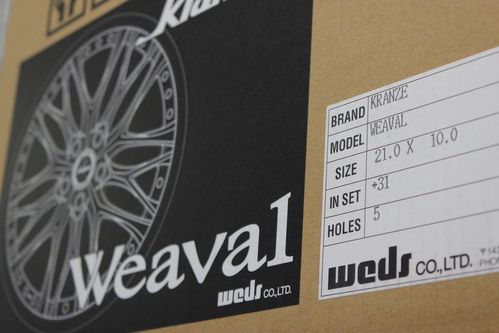 Weaval
weds CO.,LTD.
BRAND KRANZE
MODEL WEAVAL
SIZE 21.0 X 10.0
IN SET +31
HOLES 5
weds CO.,LTD.